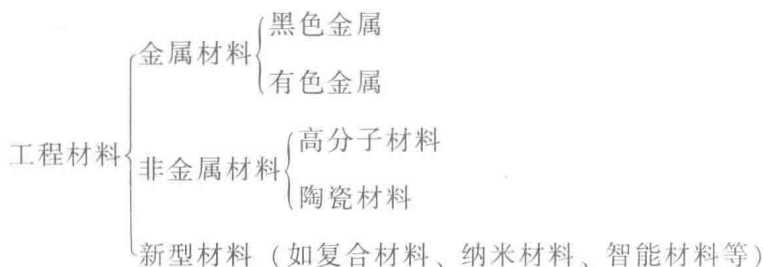 黑色金属
金属材料
有色金属
高分子材料
工程材料
非金属材料
陶瓷材料
新型材料（如复合材料、纳米材料、智能材料等）